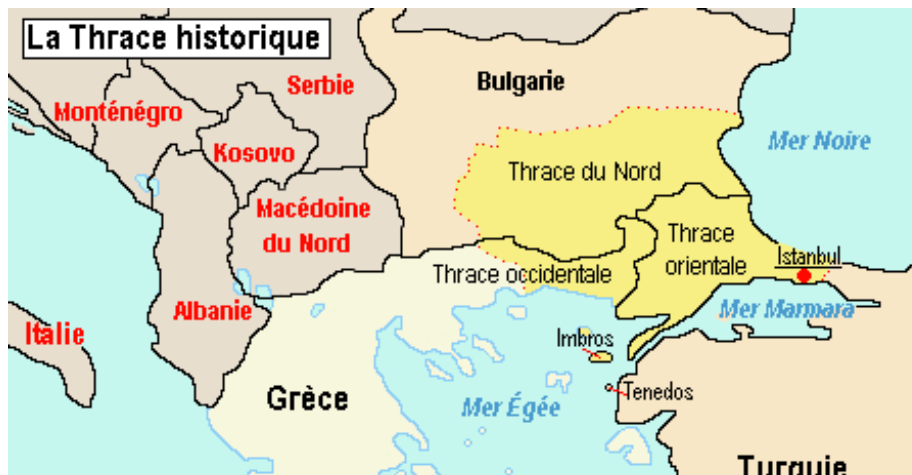 La Thrace historique
Serbie
Bulgarie
Monténégro
Mer Noire
Kosovo
Thrace du Nord
Macédoine
du Nord
Thrace
orientale
Istanbul
Thrace occidentale
Albanie
Mer Marmara
Italie
Imbros
Grèce
Mer Égée
Tenedos
Turquie